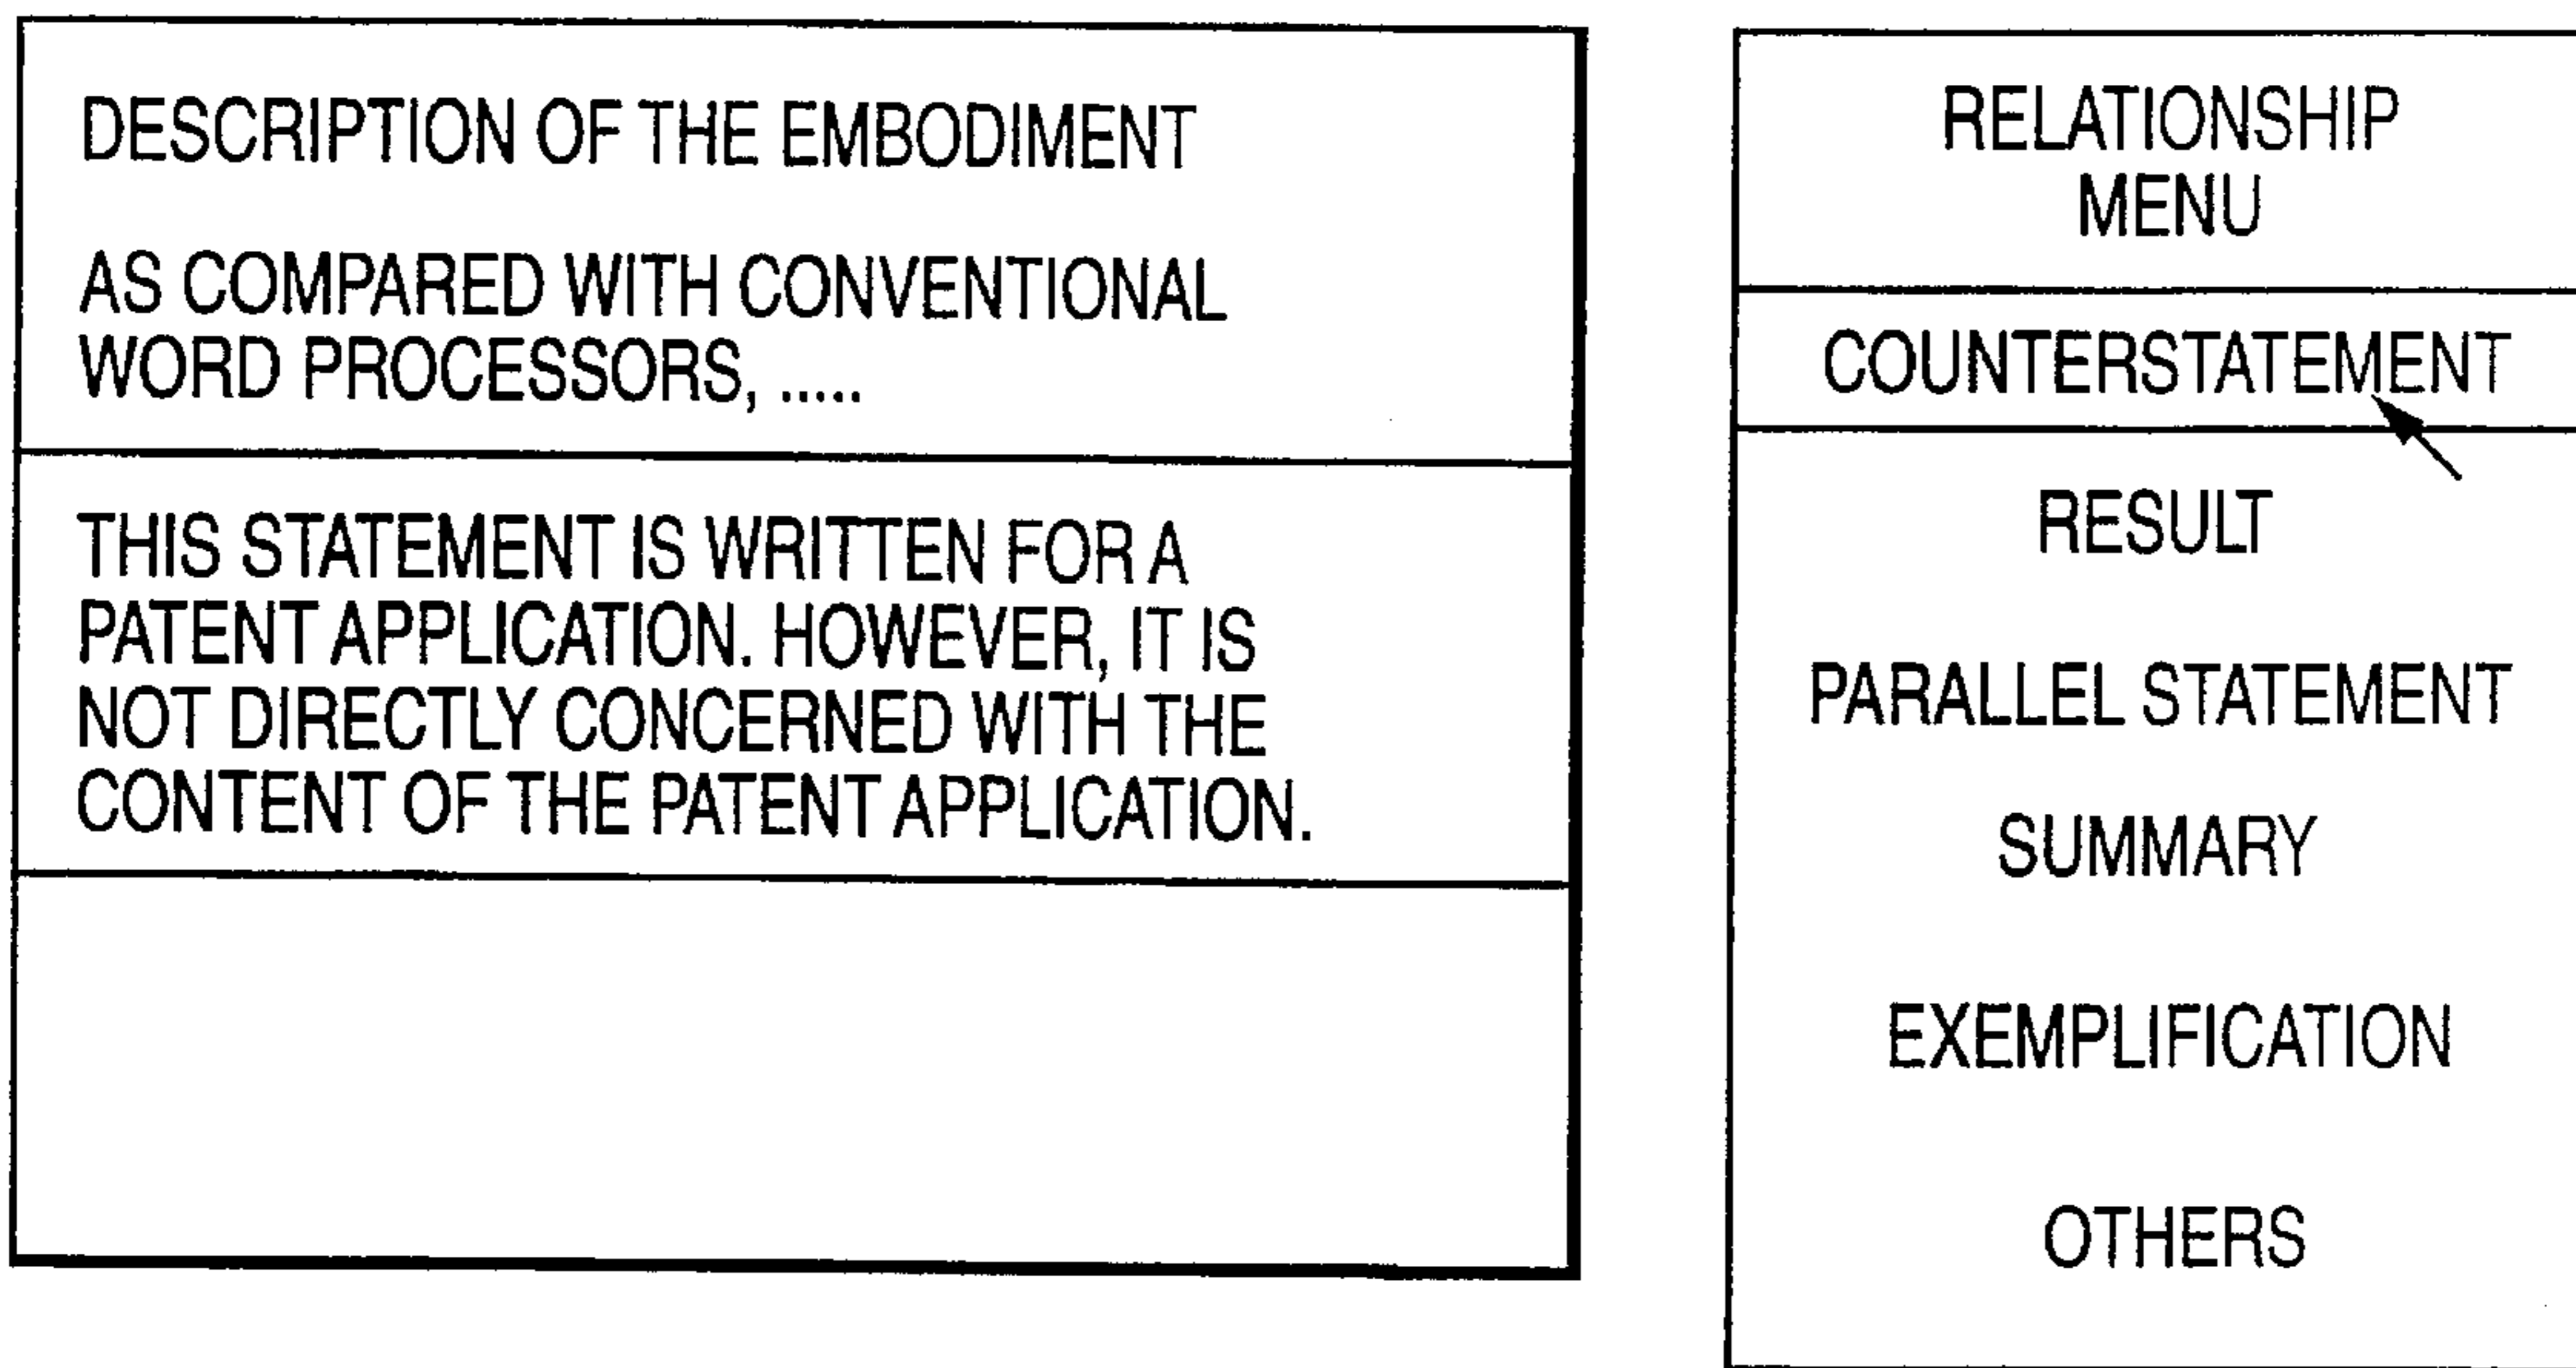 DESCRIPTION OF THE EMBODIMENT
AS COMPARED WITH CONVENTIONAL
WORD PROCESSORS, .....
THIS STATEMENT IS WRITTEN FOR A
PATENT APPLICATION. HOWEVER, IT IS
NOT DIRECTLY CONCERNED WITH THE
CONTENT OF THE PATENT APPLICATION.
RELATIONSHIP
MENU
COUNTERSTATEMENT
RESULT
PARALLEL STATEMENT
SUMMARY
EXEMPLIFICATION
OTHERS